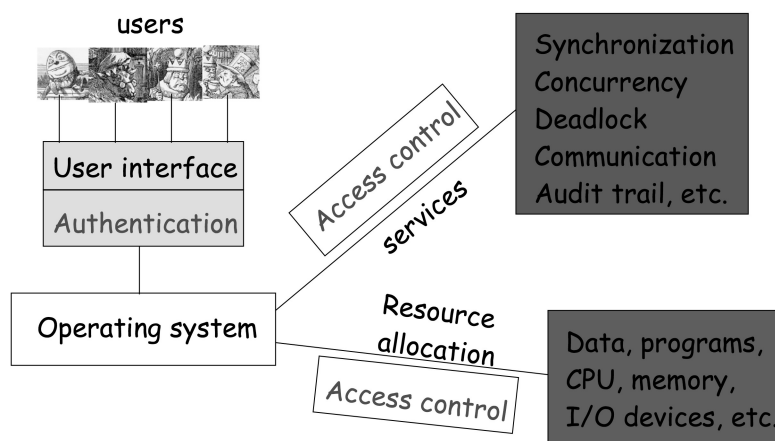 users
User interface
Authentication
Operating system
Access control
services
Synchronization
Concurrency
Deadlock
Communication
Audit trail, etc.
Resource
allocation
Access control
Data, programs,
CPU, memory,
I/O devices, etc.